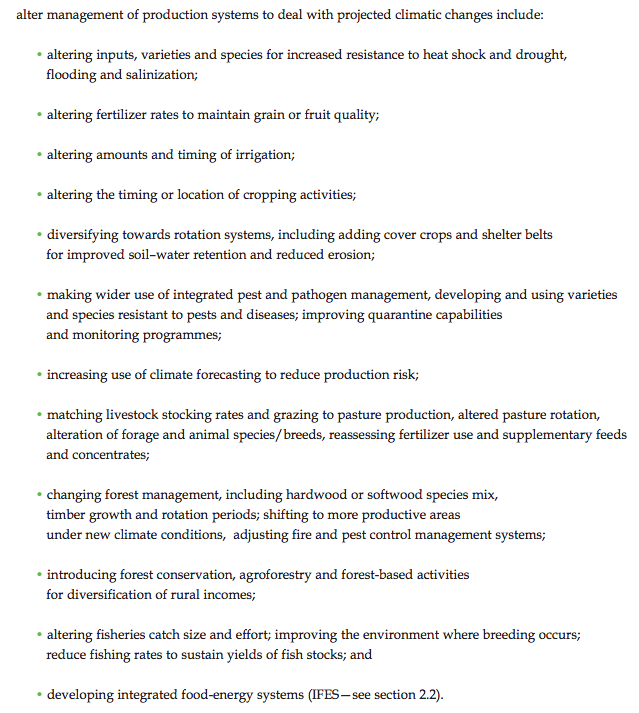 alter management of production systems to deal with projected climatic changes include:
• altering inputs, varieties and species for increased resistance to heat shock and drought,
flooding and salinization;
• altering fertilizer rates to maintain grain or fruit quality;
• altering amounts and timing of irrigation;
• altering the timing or location of cropping activities;
• diversifying towards rotation systems, including adding cover crops and shelter belts
for improved soil–water retention and reduced erosion;
• making wider use of integrated pest and pathogen management, developing and using varieties
and species resistant to pests and diseases; improving quarantine capabilities
and monitoring programmes;
• increasing use of climate forecasting to reduce production risk;
• matching livestock stocking rates and grazing to pasture production, altered pasture rotation,
alteration of forage and animal species/breeds, reassessing fertilizer use and supplementary feeds
and concentrates;
• changing forest management, including hardwood or softwood species mix,
timber growth and rotation periods; shifting to more productive areas
under new climate conditions, adjusting fire and pest control management systems;
• introducing forest conservation, agroforestry and forest-based activities
for diversification of rural incomes;
• altering fisheries catch size and effort; improving the environment where breeding occurs;
reduce fishing rates to sustain yields of fish stocks; and
• developing integrated food-energy systems (IFES—see section 2.2).